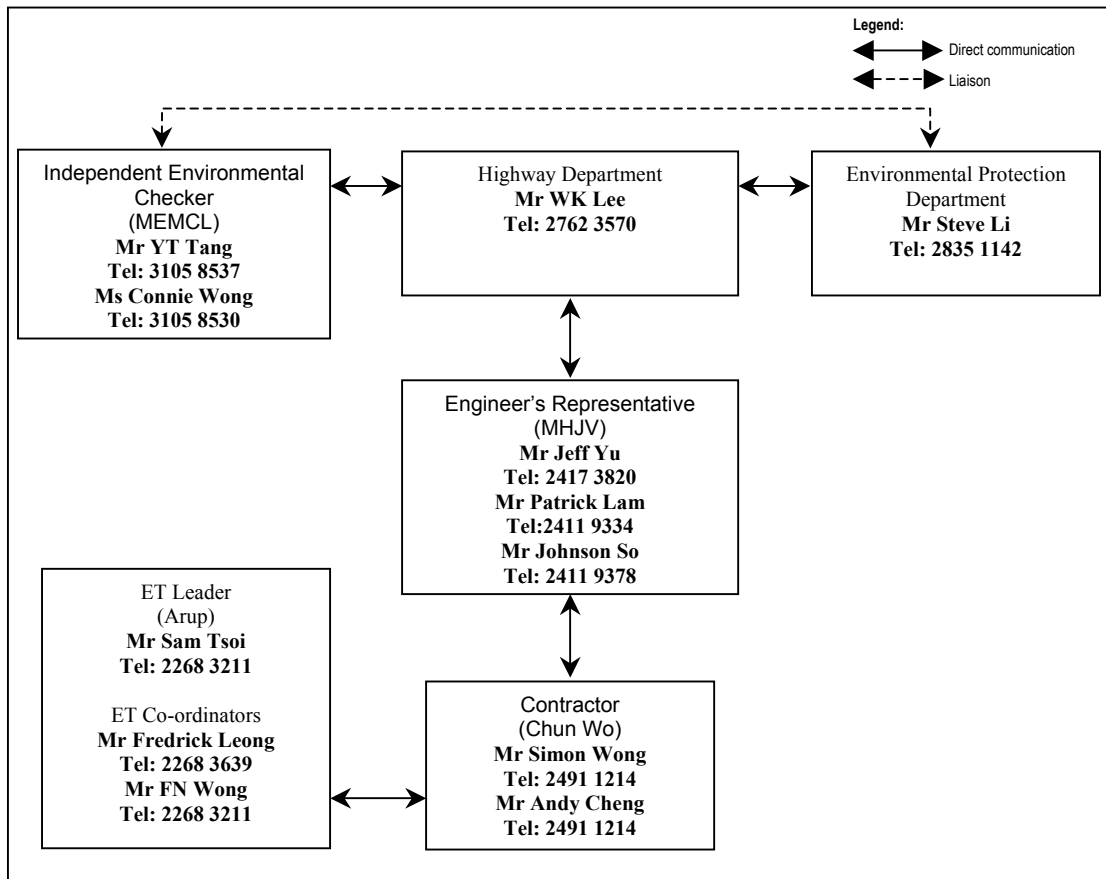 Legend:
Direct communication
Liaison
Independent Environmental
Checker
(MEMCL)
Mr YT Tang
Tel: 3105 8537
Ms Connie Wong
Tel: 3105 8530
Highway Department
Mr WK Lee
Tel: 2762 3570
Environmental Protection
Department
Mr Steve Li
Tel: 2835 1142
Engineer’s Representative
(MHJV)
Mr Jeff Yu
Tel: 2417 3820
Mr Patrick Lam
Tel:2411 9334
Mr Johnson So
Tel: 2411 9378
ET Leader
(Arup)
Mr Sam Tsoi
Tel: 2268 3211
ET Co-ordinators
Mr Fredrick Leong
Tel: 2268 3639
Mr FN Wong
Tel: 2268 3211
Contractor
(Chun Wo)
Mr Simon Wong
Tel: 2491 1214
Mr Andy Cheng
Tel: 2491 1214